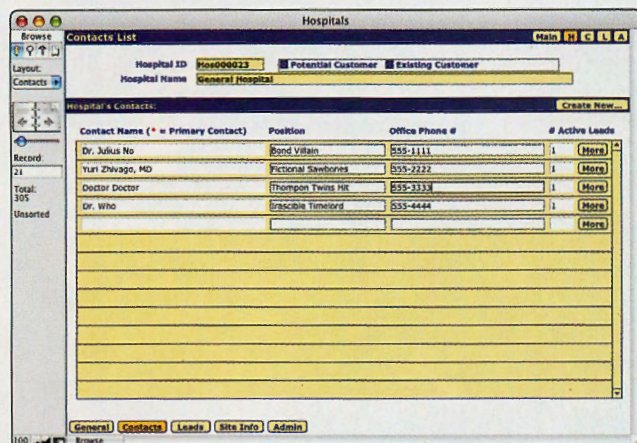 Hospitals
Browse
Layout:
Contacts
Record:
21
Total:
305
Unsorted
Contacts List
Main H C L A
Hospital ID Hos000023 Potential Customer Existing Customer
Hospital Name General Hospital
Hospital's Contacts: Create New...
Contact Name (* = Primary Contact) Position Office Phone # # Active Leads
Dr. Julius No Bond Villain 555-1111 1 More
Yuri Zhivago, MD Fictional Sawbones 555-2222 1 More
Doctor Doctor Thompon Twins Hit 555-3333 1 More
Dr. Who Irascible Timelord 555-4444 1 More
More
General Contacts Leads Site Info Admin
100 Browse